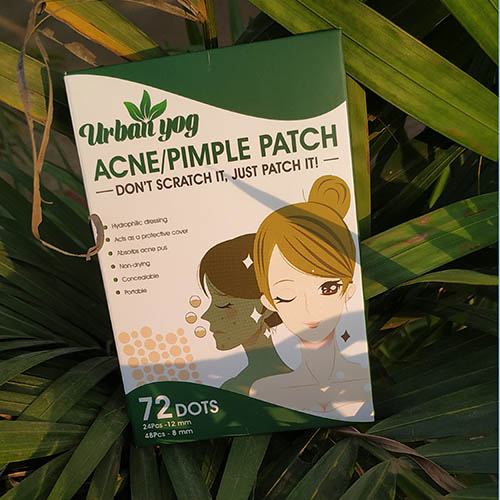 Urban yog
ACNE/PIMPLE PATCH
DON'T SCRATCH IT, JUST PATCH IT!
Hydrophilic dressing
Acts as a protective cover
Absorbs acne pus
Non-drying
Concealable
Portable
72 DOTS
24Pcs - 12 mm
48Pcs - 8 mm